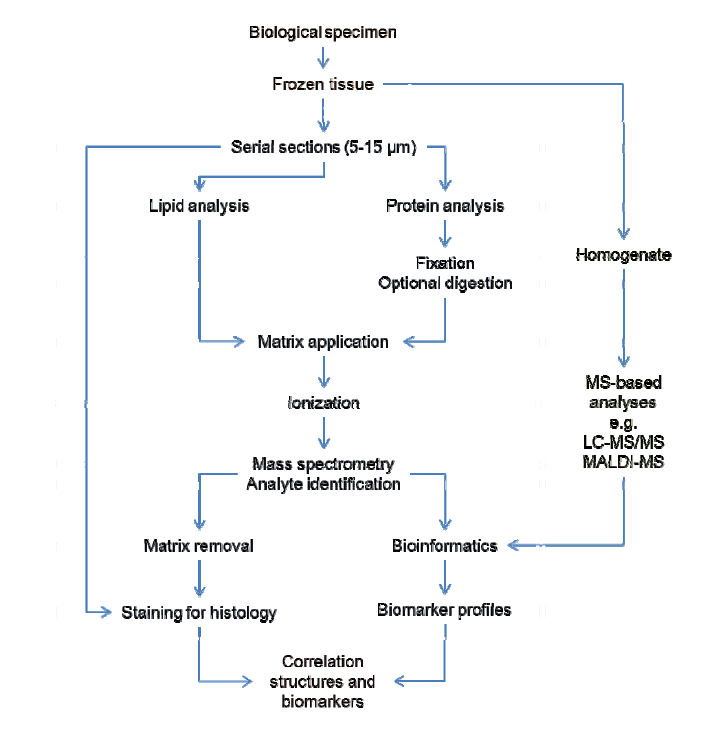 Biological specimen
Frozen tissue
Serial sections (5-15 µm)
Lipid analysis
Protein analysis
Fixation
Optional digestion
Homogenate
Matrix application
Ionization
MS-based
analyses
e.g.
LC-MS/MS
MALDI-MS
Mass spectrometry
Analyte identification
Matrix removal
Bioinformatics
Staining for histology
Biomarker profiles
Correlation
structures and
biomarkers